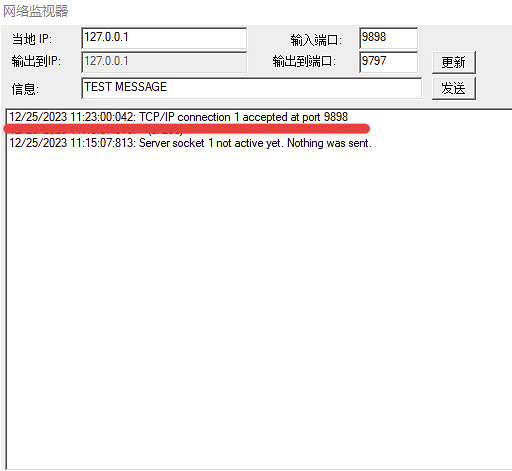 网络监视器
当地 IP: 127.0.0.1 输入端口: 9898
输出到IP: 127.0.0.1 输出到端口: 9797 更新
信息: TEST MESSAGE 发送
12/25/2023 11:23:00:042: TCP/IP connection 1 accepted at port 9898
12/25/2023 11:15:07:813: Server socket 1 not active yet. Nothing was sent.